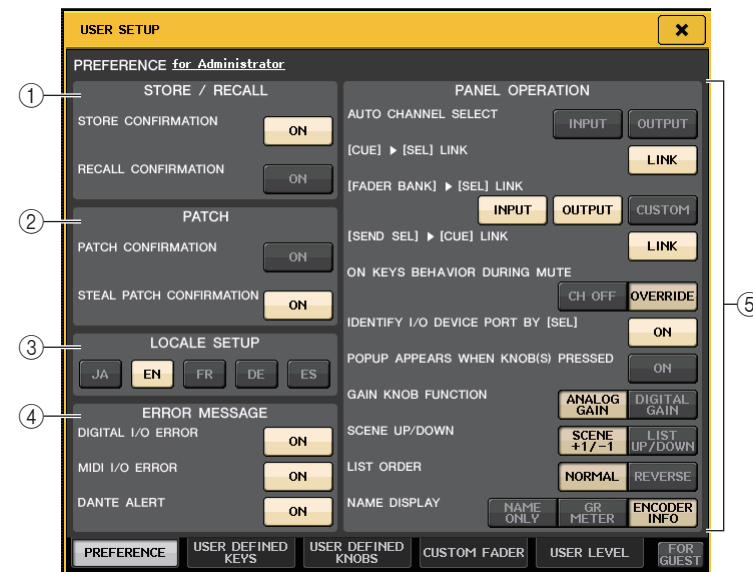 USER SETUP
PREFERENCE for Administrator
① STORE / RECALL
STORE CONFIRMATION ON
RECALL CONFIRMATION ON
② PATCH
PATCH CONFIRMATION ON
STEAL PATCH CONFIRMATION ON
③ LOCALE SETUP
JA EN FR DE ES
④ ERROR MESSAGE
DIGITAL I/O ERROR ON
MIDI I/O ERROR ON
DANTE ALERT ON
⑤ PANEL OPERATION
AUTO CHANNEL SELECT INPUT OUTPUT
[CUE] ▶ [SEL] LINK LINK
[FADER BANK] ▶ [SEL] LINK
INPUT OUTPUT CUSTOM
[SEND SEL] ▶ [CUE] LINK LINK
ON KEYS BEHAVIOR DURING MUTE
CH OFF OVERRIDE
IDENTIFY I/O DEVICE PORT BY [SEL] ON
POPUP APPEARS WHEN KNOB(S) PRESSED ON
GAIN KNOB FUNCTION ANALOG GAIN DIGITAL GAIN
SCENE UP/DOWN SCENE +1/-1 LIST UP/DOWN
LIST ORDER NORMAL REVERSE
NAME DISPLAY NAME ONLY GR METER ENCODER INFO
PREFERENCE USER DEFINED KEYS USER DEFINED KNOBS CUSTOM FADER USER LEVEL FOR GUEST